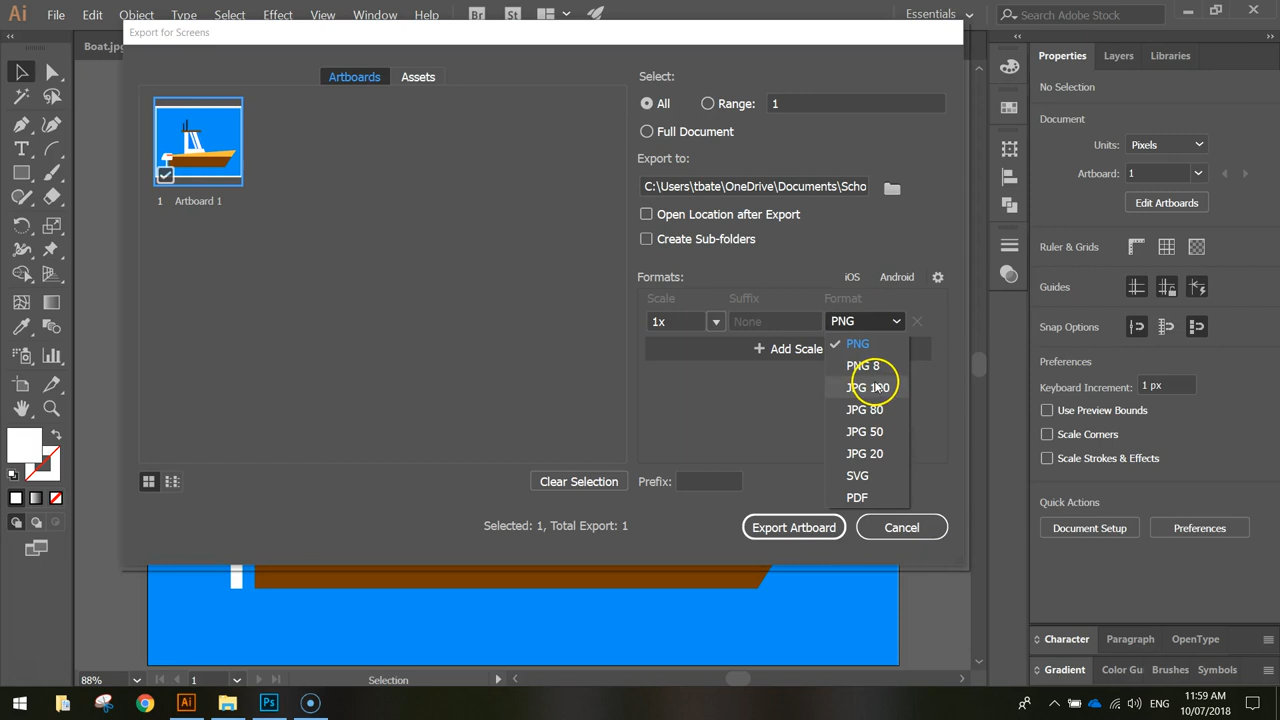 Ai File Edit Object Type Select Effect View Window Help Br St Essentials Search Adobe Stock
Export for Screens
Boat.jp
Artboards Assets
1 Artboard 1
Select:
All Range: 1
Full Document
Export to:
C:\Users\tbate\OneDrive\Documents\Scho
Open Location after Export
Create Sub-folders
Formats: iOS Android
Scale Suffix Format
1x None PNG
+ Add Scale
PNG
PNG 8
JPG 100
JPG 80
JPG 50
JPG 20
SVG
PDF
Clear Selection Prefix:
Selected: 1, Total Export: 1
Export Artboard Cancel
Properties Layers Libraries
No Selection
Document
Units: Pixels
Artboard: 1
Edit Artboards
Ruler & Grids
Guides
Snap Options
Preferences
Keyboard Increment: 1 px
Use Preview Bounds
Scale Corners
Scale Strokes & Effects
Quick Actions
Document Setup Preferences
Character Paragraph OpenType
Gradient Color Gu Brushes Symbols
88% 1 Selection
Ai Ps
ENG
11:59 AM
10/07/2018